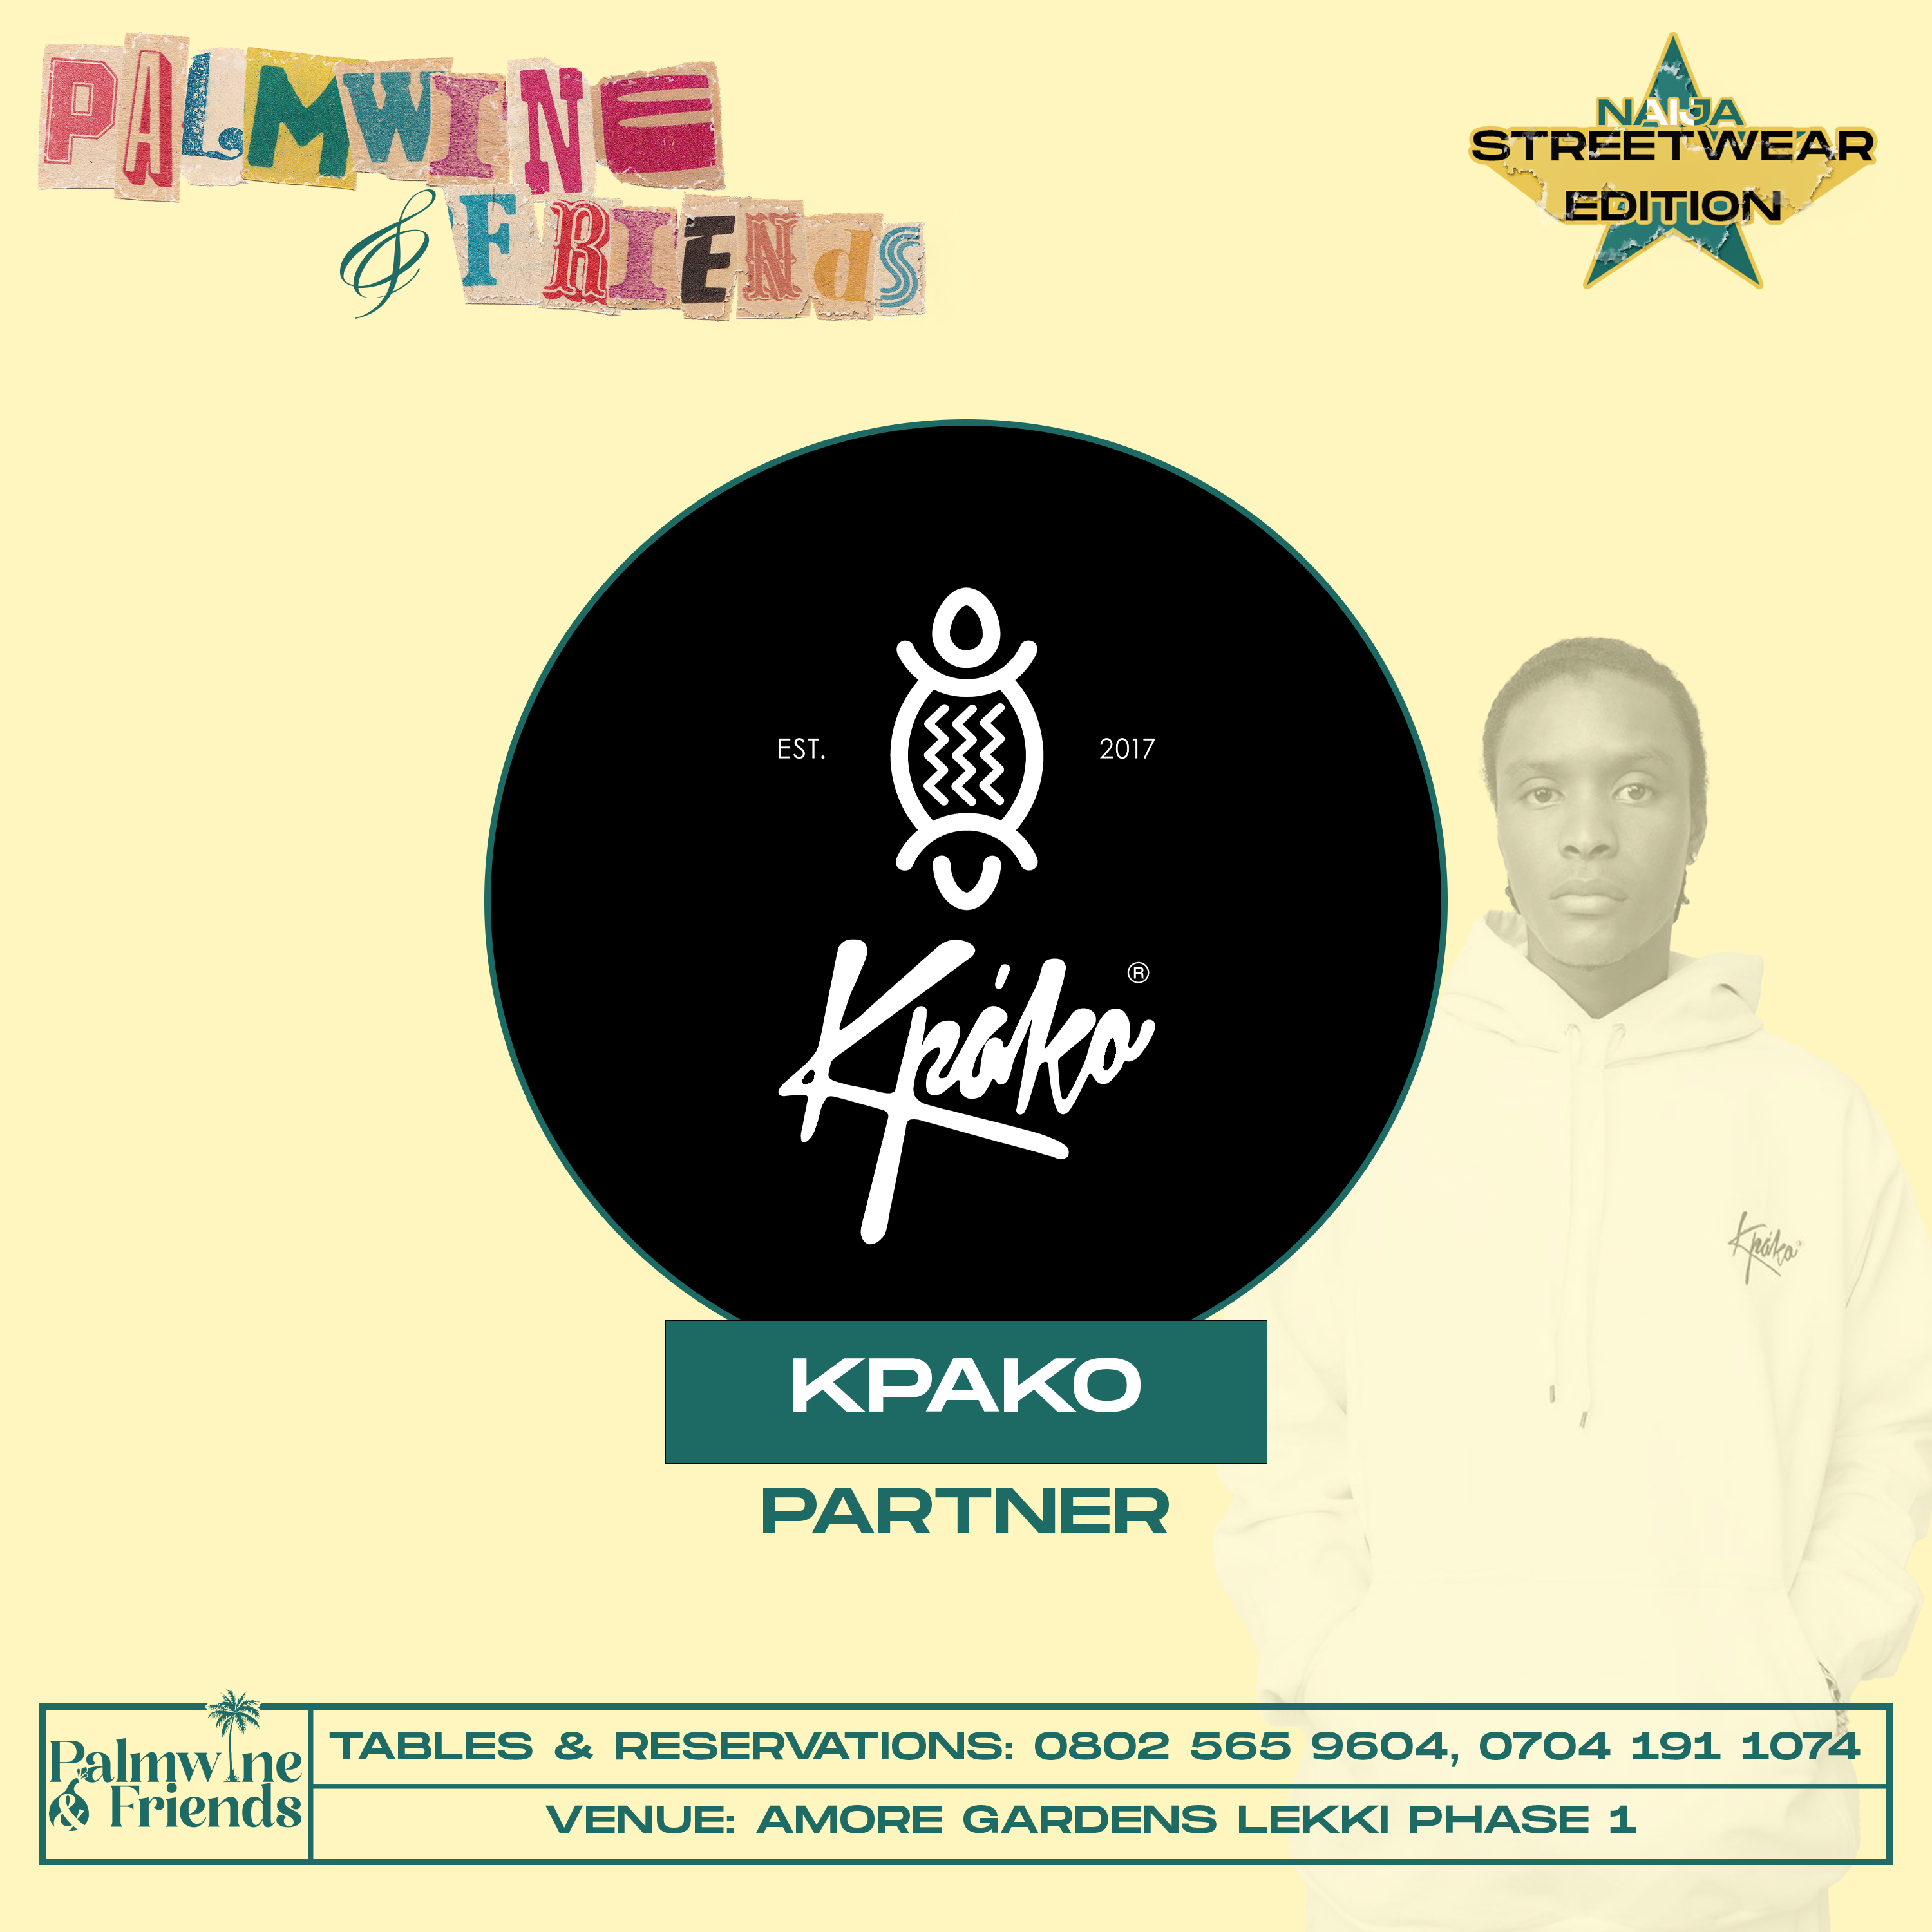 PALMWINE
& FRIENdS
NAIJA
STREETWEAR
EDITION
EST. 2017
Kpáko®
Kpáko®
KPAKO
PARTNER
Palmwine
& Friends
TABLES & RESERVATIONS: 0802 565 9604, 0704 191 1074
VENUE: AMORE GARDENS LEKKI PHASE 1